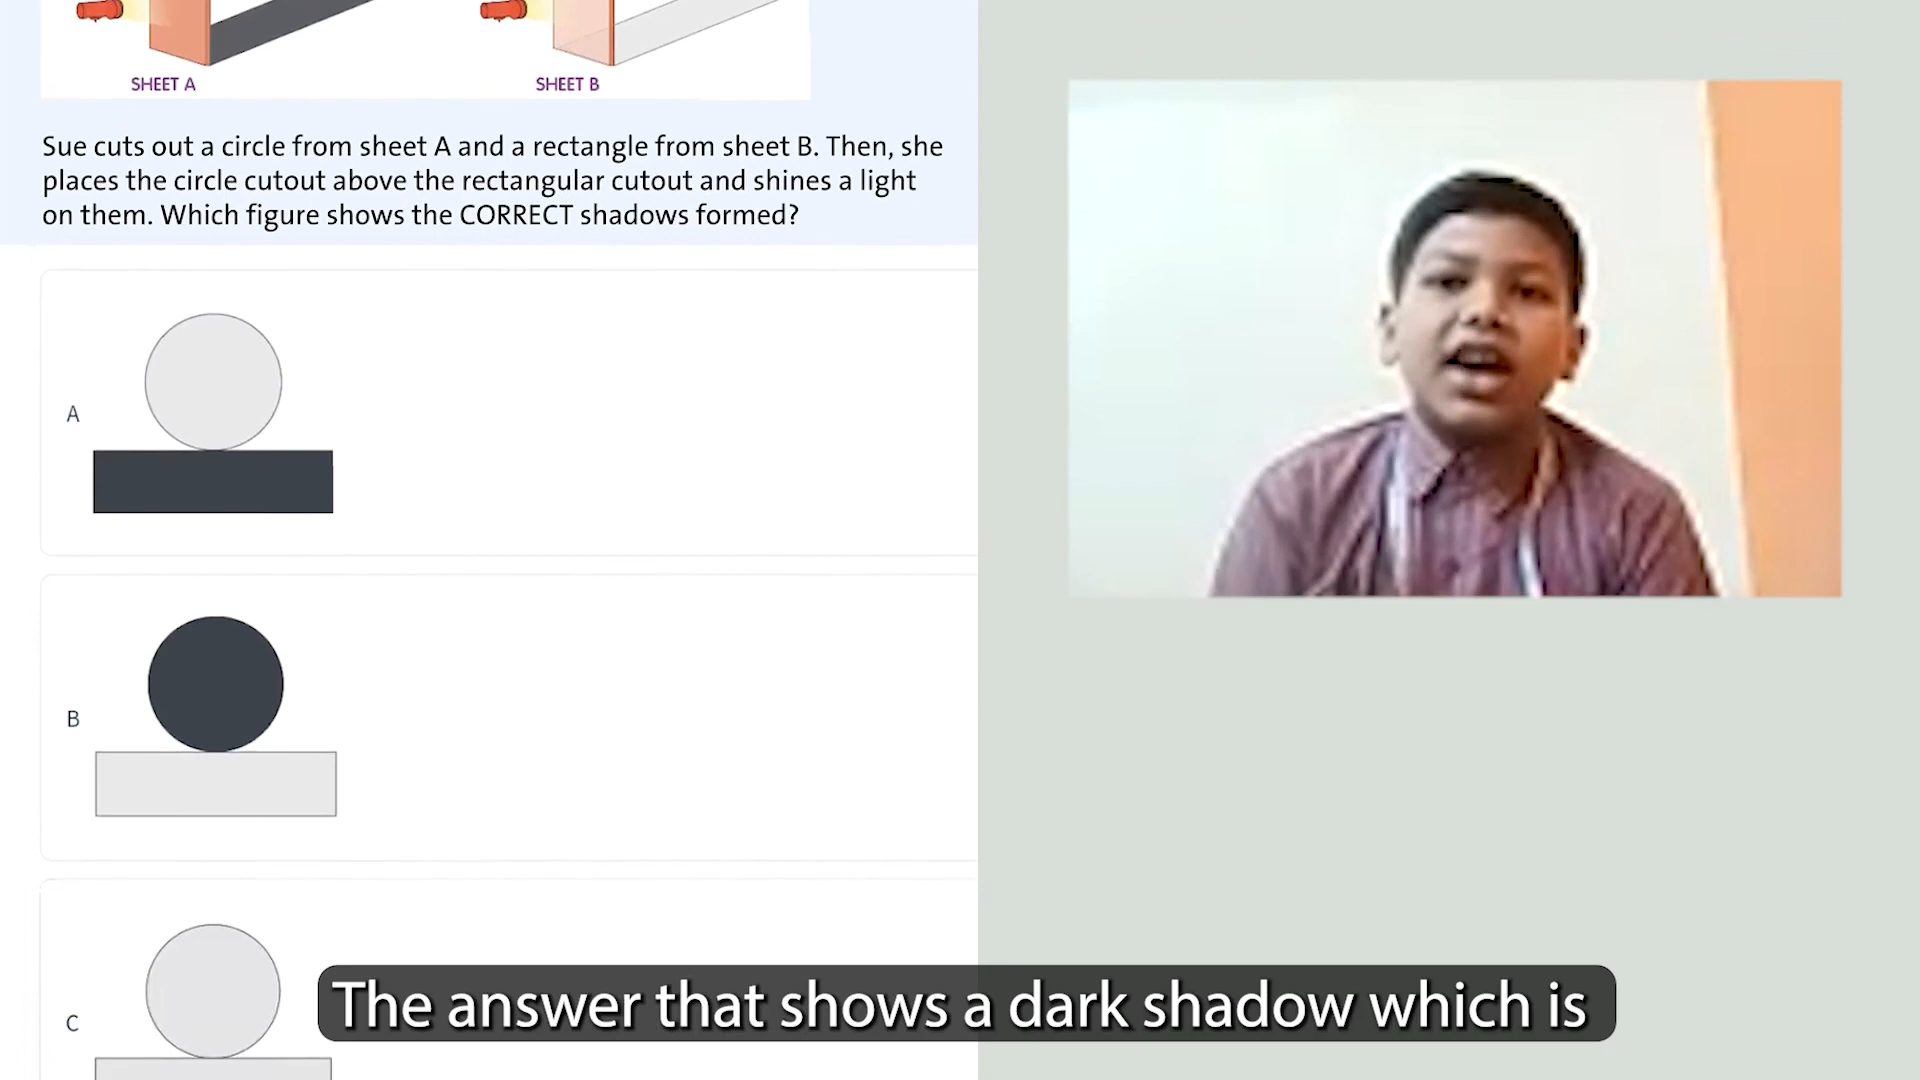 SHEET A
SHEET B
Sue cuts out a circle from sheet A and a rectangle from sheet B. Then, she
places the circle cutout above the rectangular cutout and shines a light
on them. Which figure shows the CORRECT shadows formed?
A
B
C
The answer that shows a dark shadow which is